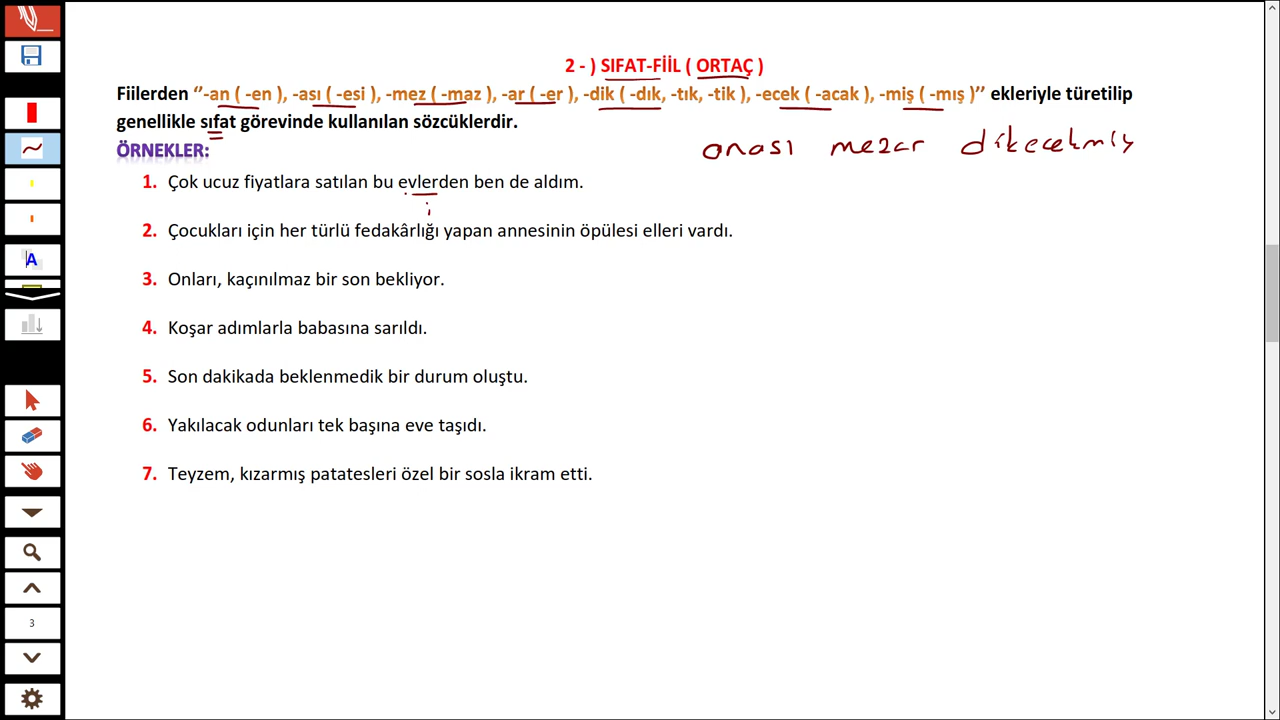 2 - ) SIFAT-FİİL ( ORTAÇ )
Fiilerden ‘’-an ( -en ), -ası ( -esi ), -mez ( -maz ), -ar ( -er ), -dik ( -dık, -tık, -tik ), -ecek ( -acak ), -miş ( -mış )’’ ekleriyle türetilip
genellikle sıfat görevinde kullanılan sözcüklerdir.
anası mezar dikecekmiş
ÖRNEKLER:
1. Çok ucuz fiyatlara satılan bu evlerden ben de aldım.
i
2. Çocukları için her türlü fedakârlığı yapan annesinin öpülesi elleri vardı.
3. Onları, kaçınılmaz bir son bekliyor.
4. Koşar adımlarla babasına sarıldı.
5. Son dakikada beklenmedik bir durum oluştu.
6. Yakılacak odunları tek başına eve taşıdı.
7. Teyzem, kızarmış patatesleri özel bir sosla ikram etti.
A
3